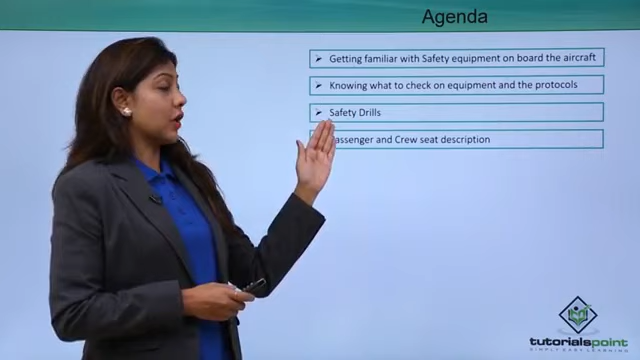 Agenda
Getting familiar with Safety equipment on board the aircraft
Knowing what to check on equipment and the protocols
Safety Drills
assenger and Crew seat description
tutorialspoint
SIMPLY EASY LEARNING